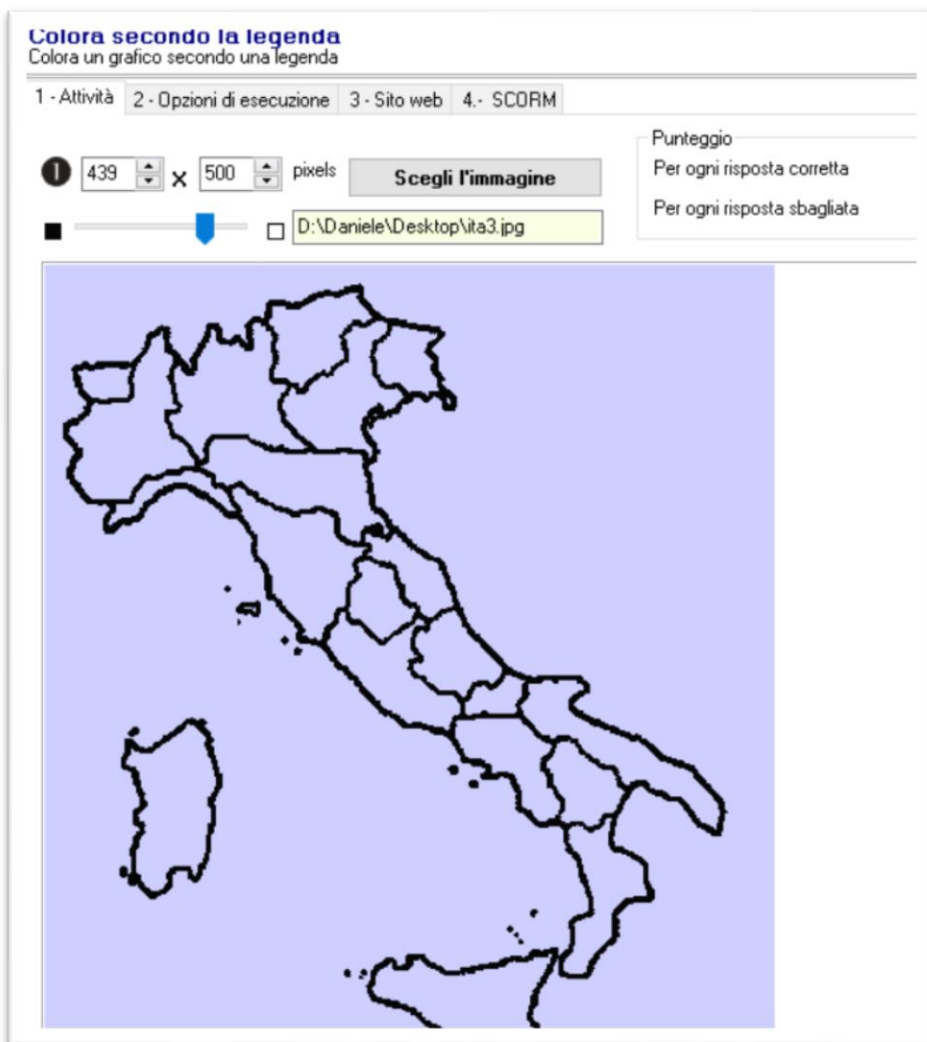 Colora secondo la legenda
Colora un grafico secondo una legenda
1 - Attività 2 - Opzioni di esecuzione 3 - Sito web 4.- SCORM
Punteggio
1 439 x 500 pixels Scegli l'immagine Per ogni risposta corretta
Per ogni risposta sbagliata
D:\Daniele\Desktop\ita3.jpg